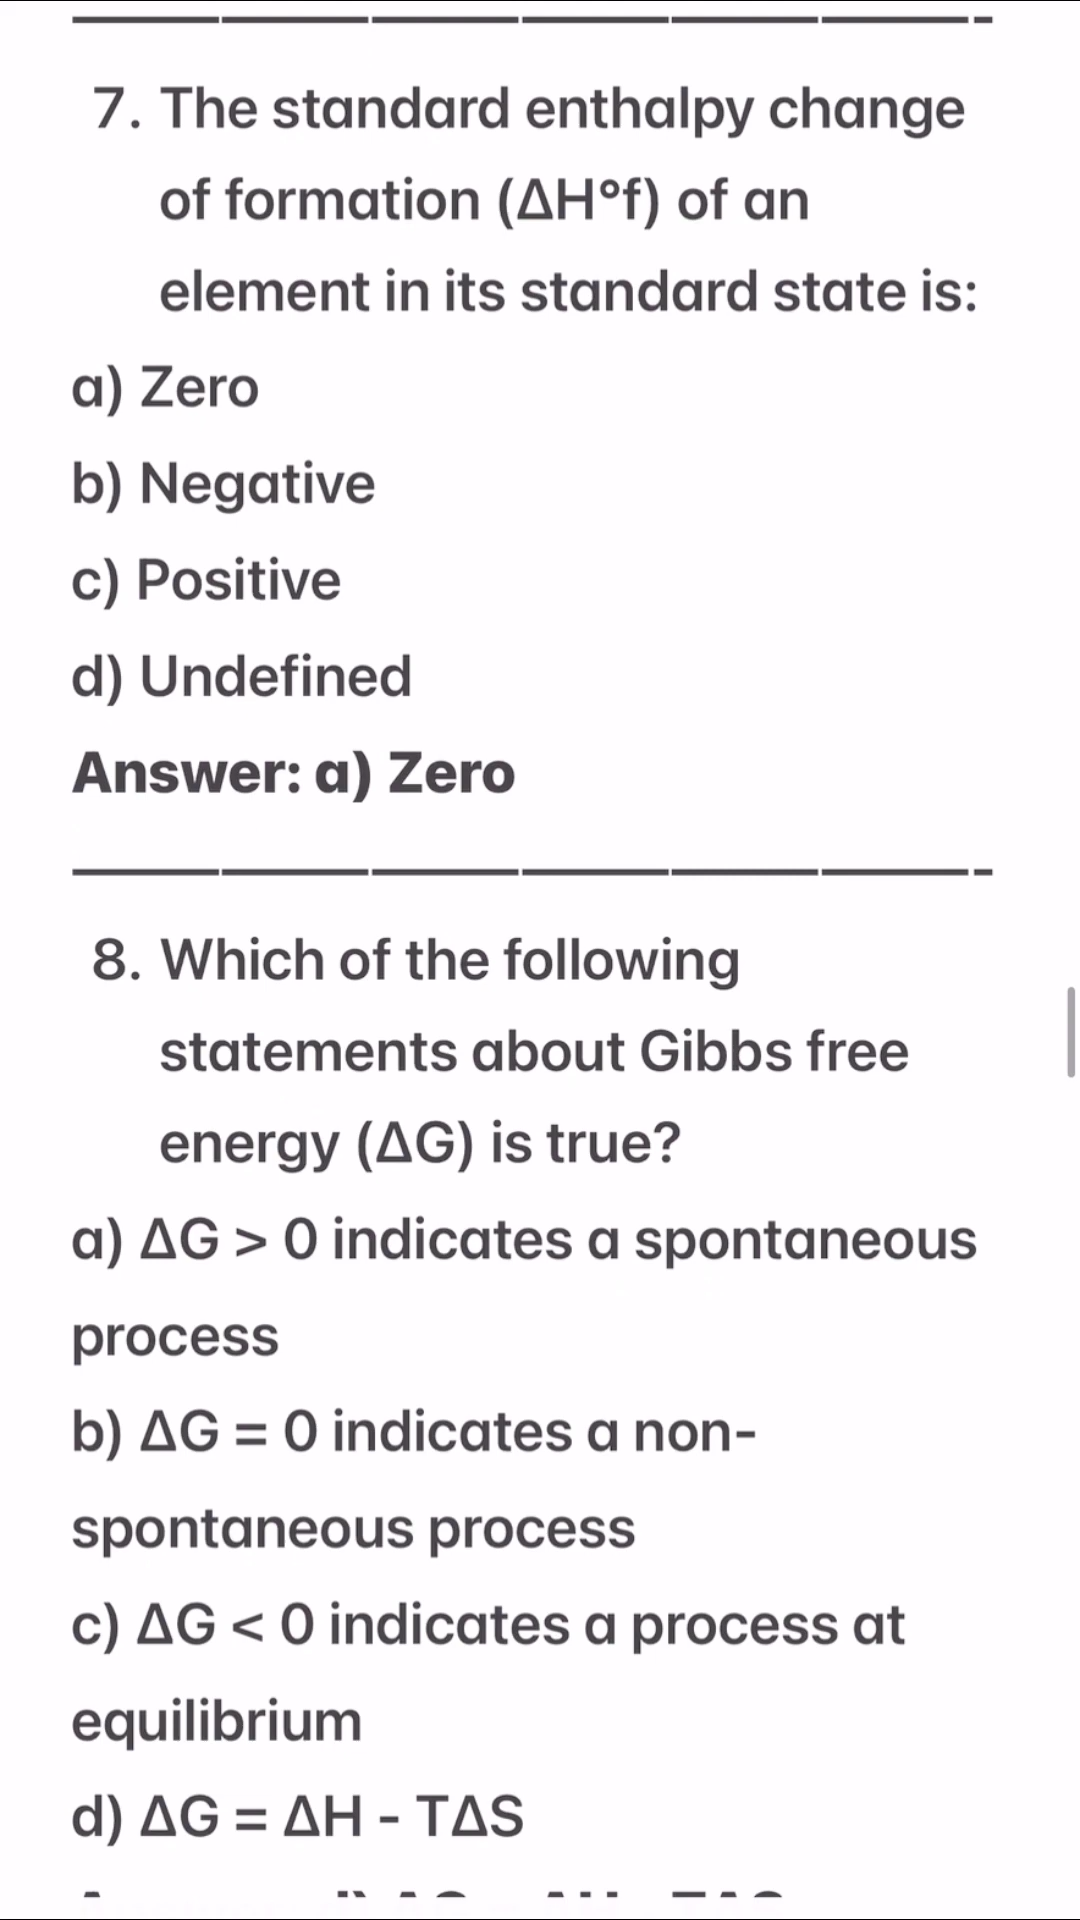 7. The standard enthalpy change
of formation (ΔH°f) of an
element in its standard state is:
a) Zero
b) Negative
c) Positive
d) Undefined
Answer: a) Zero
8. Which of the following
statements about Gibbs free
energy (ΔG) is true?
a) ΔG > 0 indicates a spontaneous
process
b) ΔG = 0 indicates a non-
spontaneous process
c) ΔG < 0 indicates a process at
equilibrium
d) ΔG = ΔH - TΔS